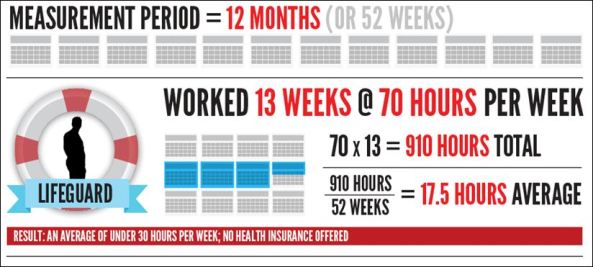 MEASUREMENT PERIOD = 12 MONTHS (OR 52 WEEKS)
WORKED 13 WEEKS @ 70 HOURS PER WEEK
70 x 13 = 910 HOURS TOTAL
910 HOURS
52 WEEKS
= 17.5 HOURS AVERAGE
LIFEGUARD
RESULT: AN AVERAGE OF UNDER 30 HOURS PER WEEK; NO HEALTH INSURANCE OFFERED